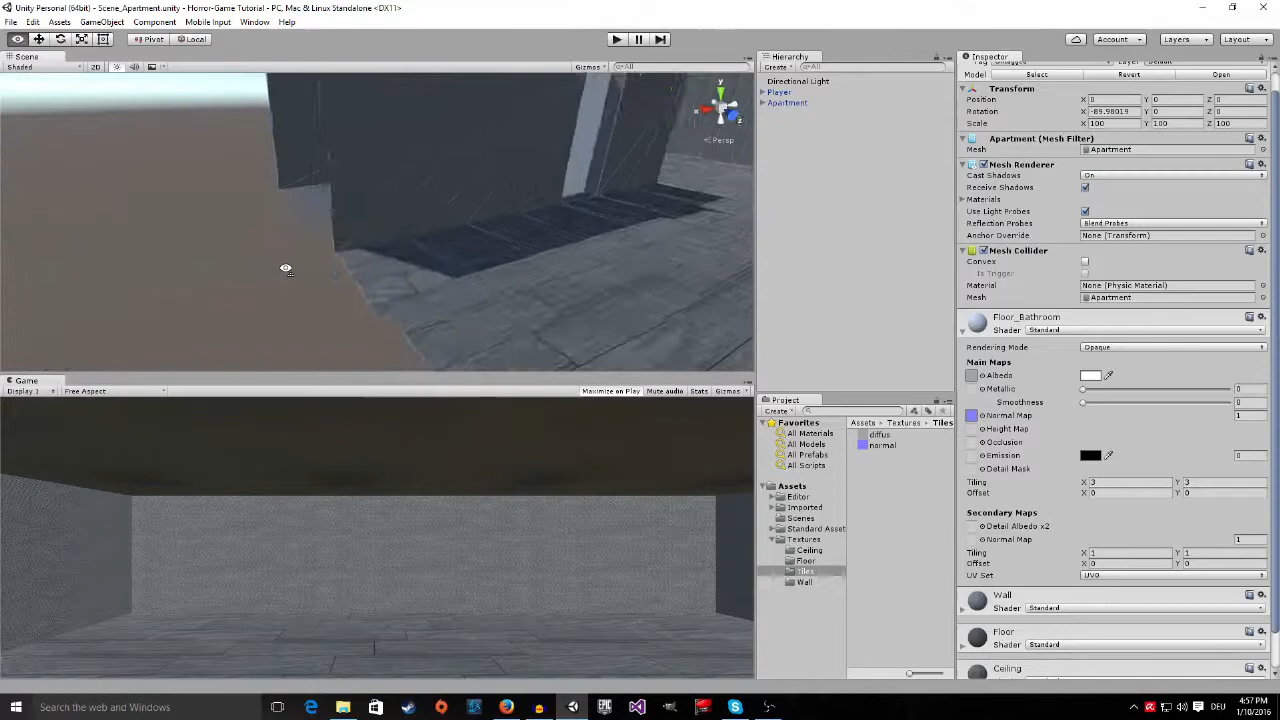 Unity Personal (64bit) - Scene_Apartment.unity - Horror-Game Tutorial - PC, Mac & Linux Standalone <DX11>
File Edit Assets GameObject Component Mobile Input Window Help
Pivot Local Account Layers Layout
Scene
Shaded 2D Gizmos All
y
Persp
Game
Display 1 Free Aspect Maximize on Play Mute audio Stats Gizmos
Hierarchy
Create All
Directional Light
Player
Apartment
Project
Create
Favorites
All Materials
All Models
All Prefabs
All Scripts
Assets
Editor
Imported
Scenes
Standard Asset
Textures
Ceiling
Floor
Tiles
Wall
Assets Textures Tiles
diffus
normal
Inspector
Tag Untagged Layer Default
Model Select Revert Open
Transform
Position X 0 Y 0 Z 0
Rotation X -89.98019 Y 0 Z 0
Scale X 100 Y 100 Z 100
Apartment (Mesh Filter)
Mesh Apartment
Mesh Renderer
Cast Shadows On
Receive Shadows
Materials
Use Light Probes
Reflection Probes Blend Probes
Anchor Override None (Transform)
Mesh Collider
Convex
Is Trigger
Material None (Physic Material)
Mesh Apartment
Floor_Bathroom
Shader Standard
Rendering Mode Opaque
Main Maps
Albedo
Metallic 0
Smoothness 0
Normal Map 1
Height Map
Occlusion
Emission 0
Detail Mask
Tiling X 3 Y 3
Offset X 0 Y 0
Secondary Maps
Detail Albedo x2
Normal Map 1
Tiling X 1 Y 1
Offset X 0 Y 0
UV Set UV0
Wall
Shader Standard
Floor
Shader Standard
Ceiling
Shader Standard
Search the web and Windows
DEU
4:57 PM
1/10/2016